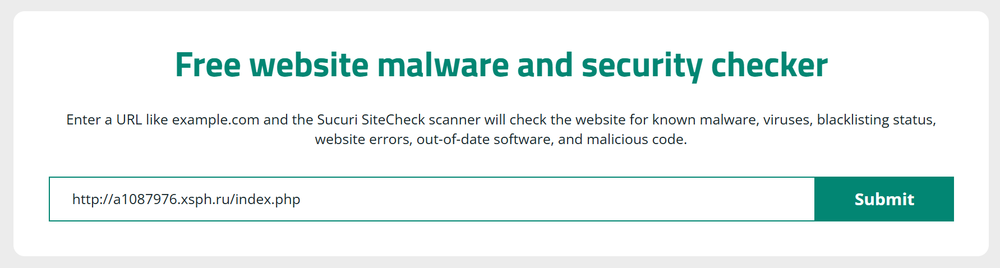 Free website malware and security checker
Enter a URL like example.com and the Sucuri SiteCheck scanner will check the website for known malware, viruses, blacklisting status,
website errors, out-of-date software, and malicious code.
http://a1087976.xsph.ru/index.php
Submit